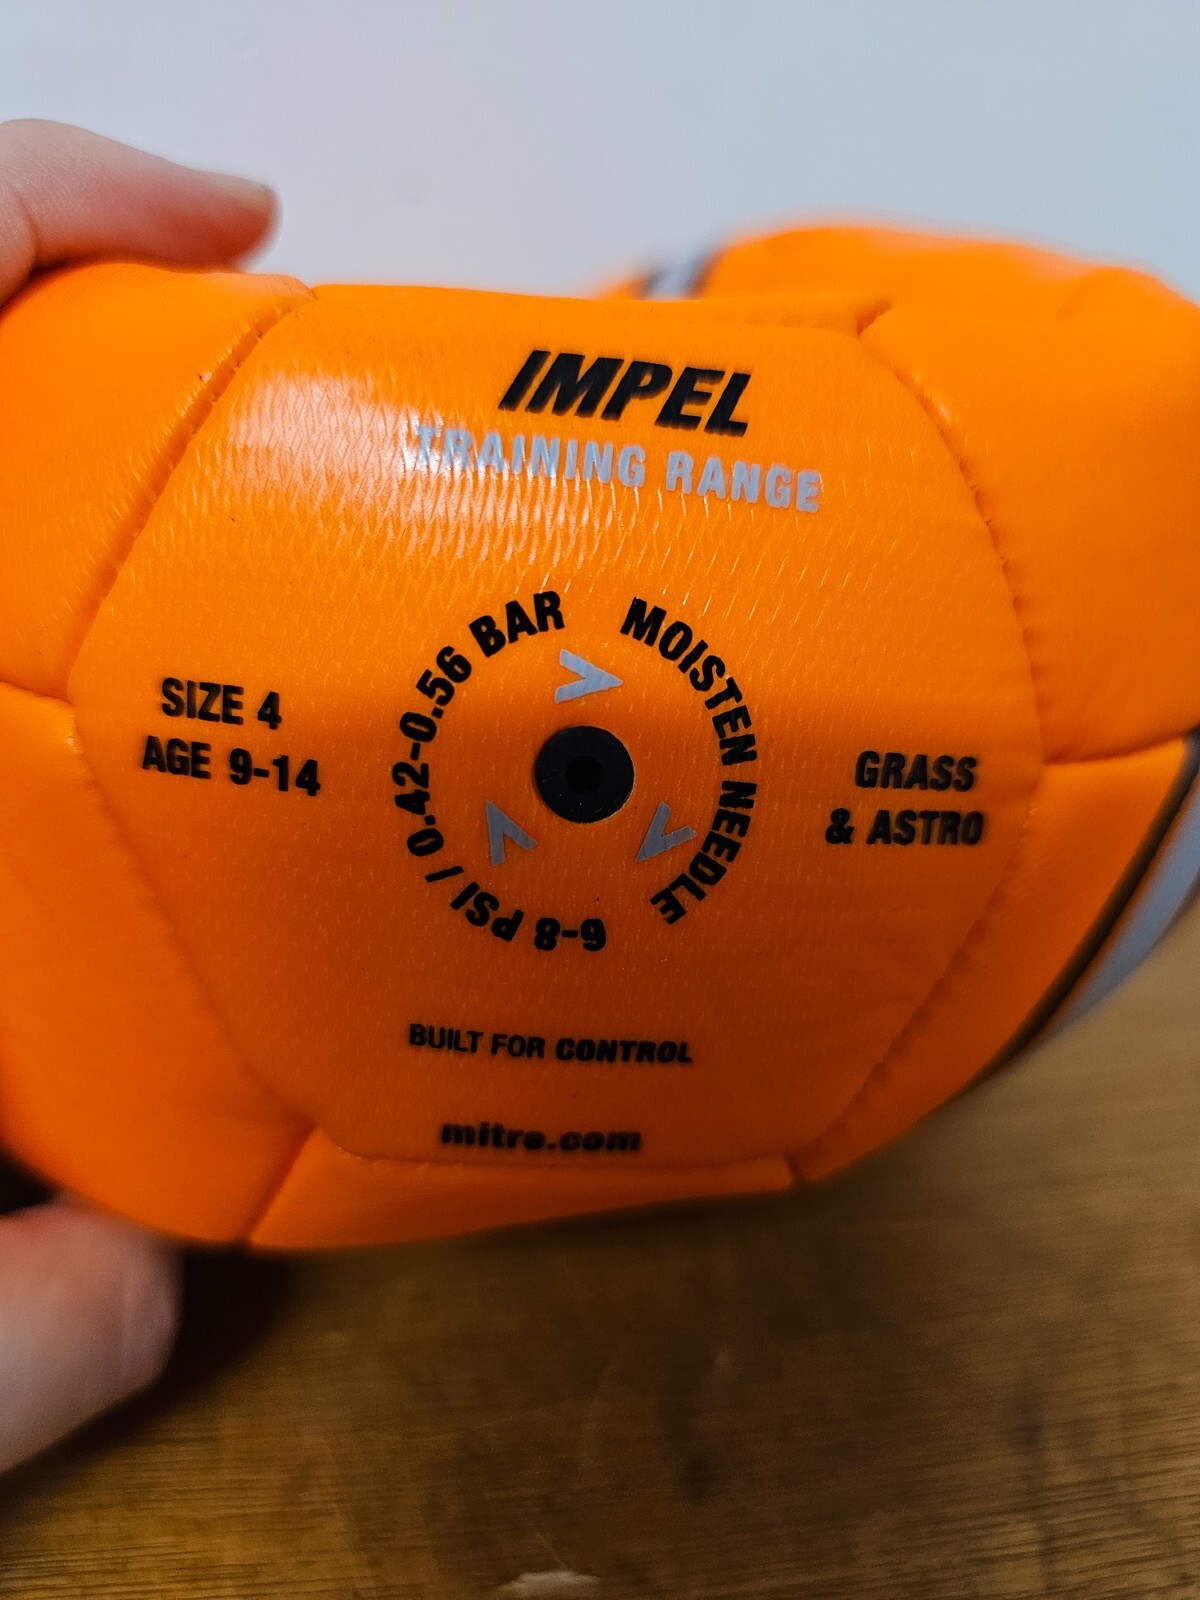 IMPEL
TRAINING RANGE
SIZE 4
AGE 9-14
6-8 PSI / 0.42-0.56 BAR
MOISTEN NEEDLE
GRASS
& ASTRO
BUILT FOR CONTROL
mitre.com